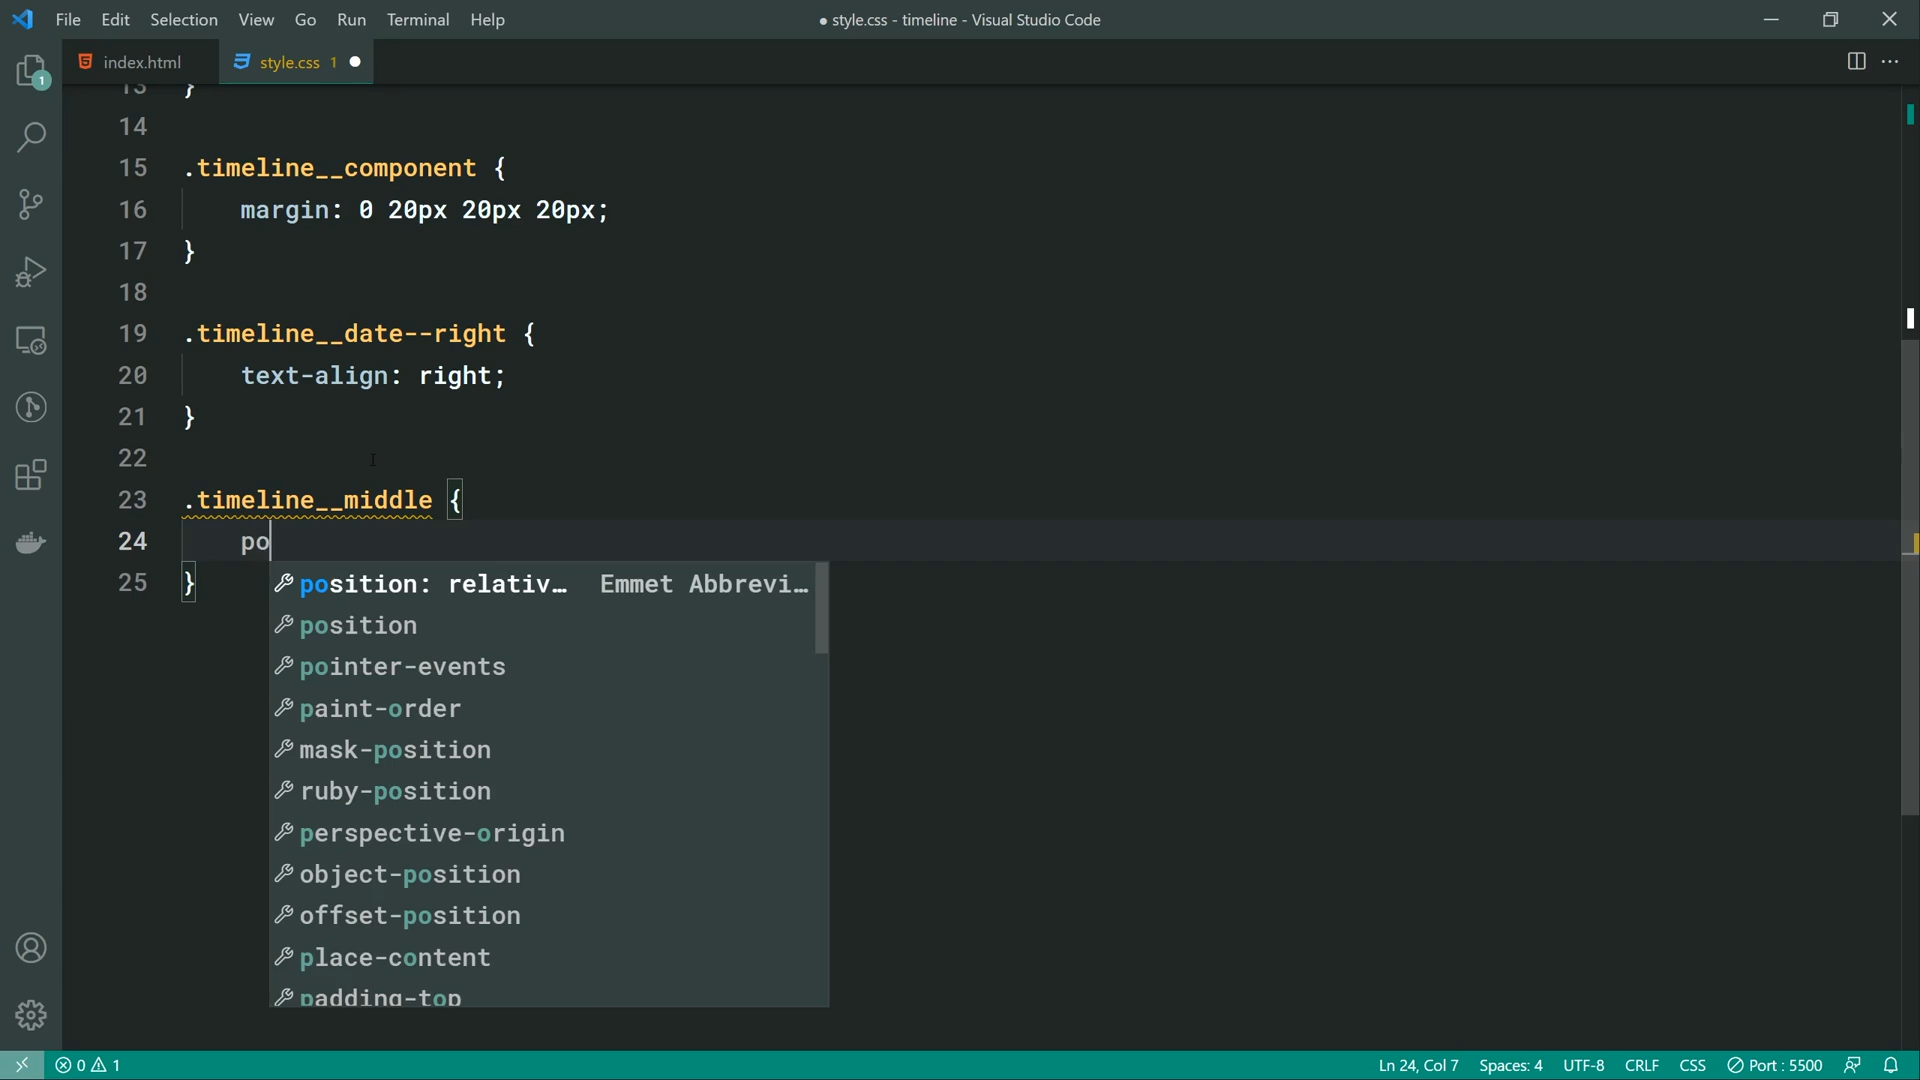 File Edit Selection View Go Run Terminal Help
● style.css - timeline - Visual Studio Code
1
index.html
style.css 1 ●
13 }
14
15 .timeline__component {
16 margin: 0 20px 20px 20px;
17 }
18
19 .timeline__date--right {
20 text-align: right;
21 }
22
23 .timeline__middle {
24 po
25 }
position: relativ… Emmet Abbrevi…
position
pointer-events
paint-order
mask-position
ruby-position
perspective-origin
object-position
offset-position
place-content
padding-top
0 1
Ln 24, Col 7 Spaces: 4 UTF-8 CRLF CSS Port : 5500